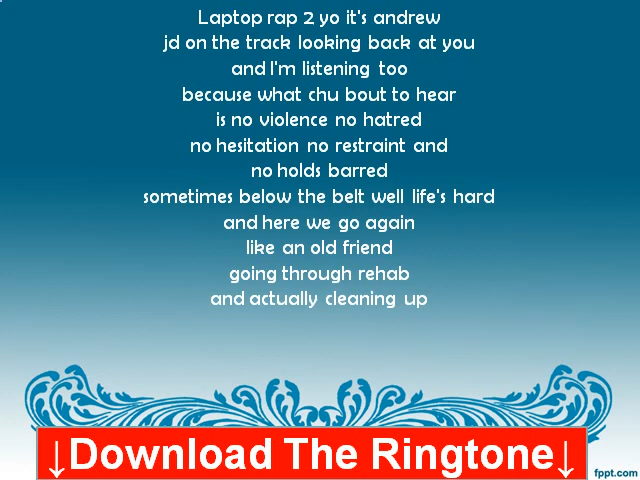 Laptop rap 2 yo it's andrew
jd on the track looking back at you
and I'm listening too
because what chu bout to hear
is no violence no hatred
no hesitation no restraint and
no holds barred
sometimes below the belt well life's hard
and here we go again
like an old friend
going through rehab
and actually cleaning up
↓Download The Ringtone↓
fppt.com